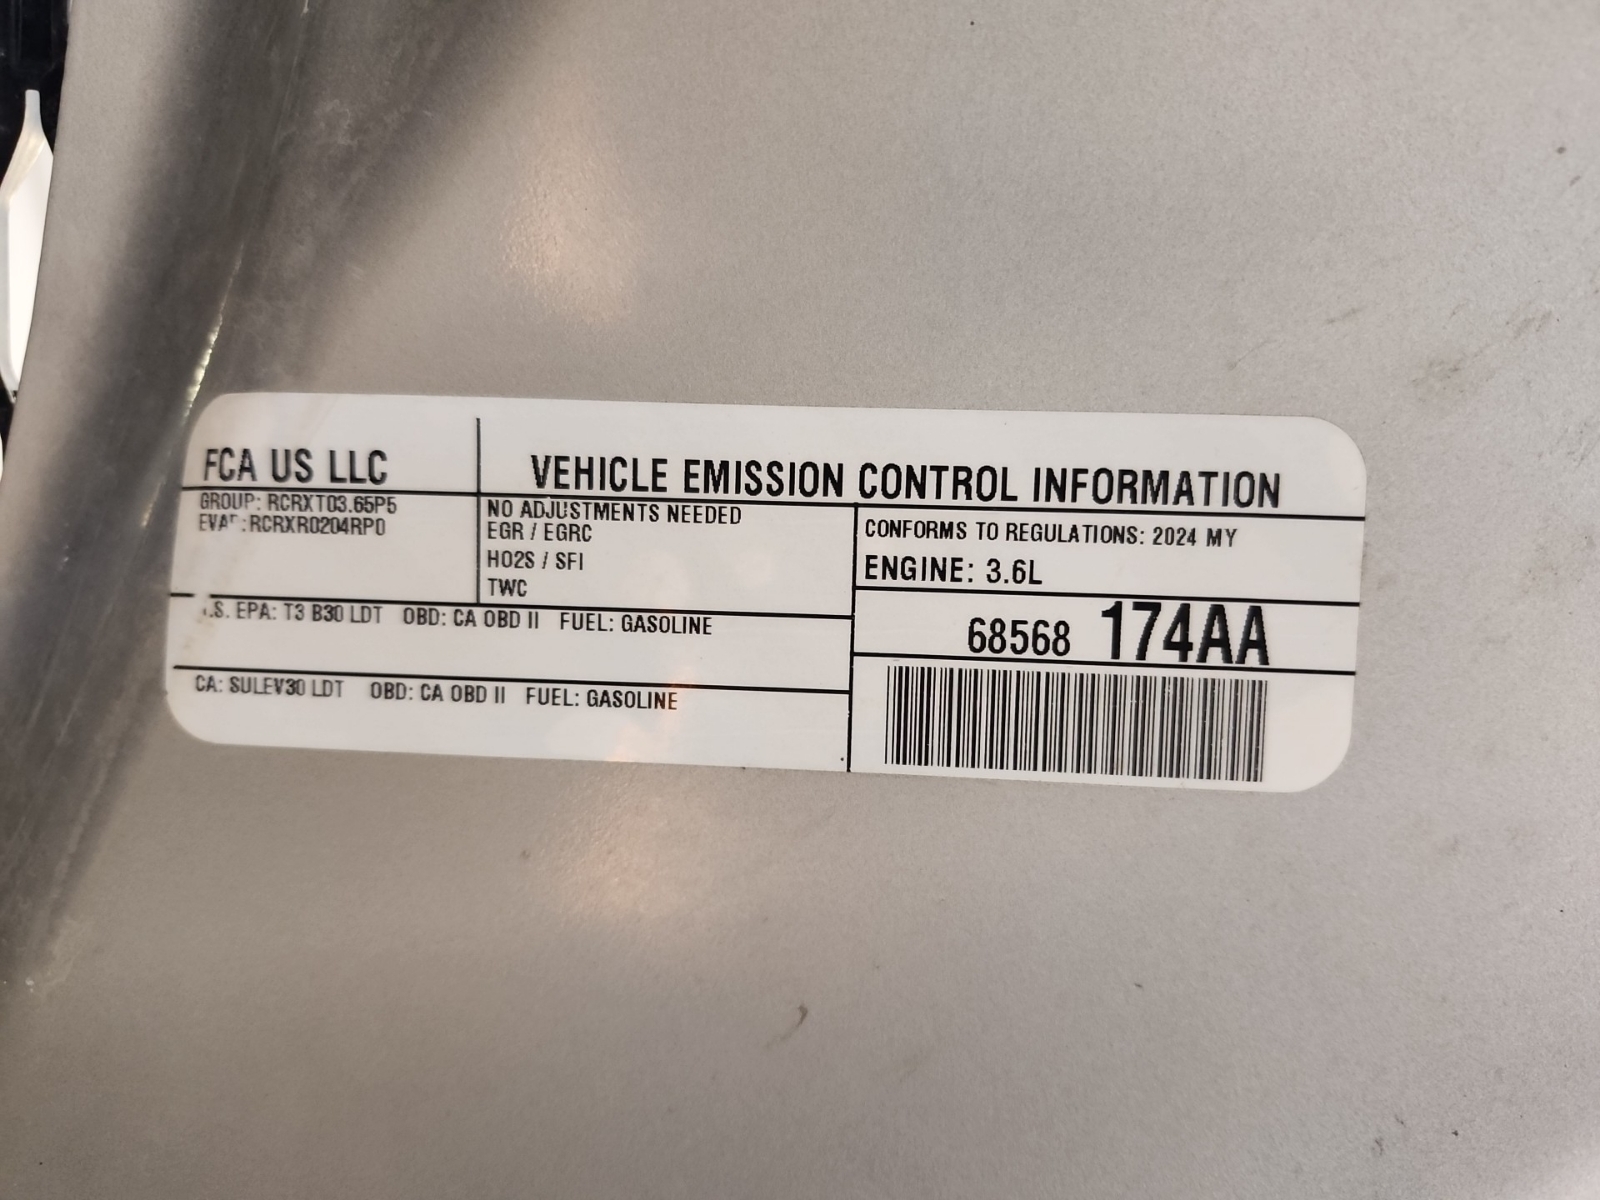 FCA US LLC
VEHICLE EMISSION CONTROL INFORMATION
GROUP: RCRXT03.65P5
EVAP:RCRXR0204RP0
NO ADJUSTMENTS NEEDED
EGR / EGRC
HO2S / SFI
TWC
CONFORMS TO REGULATIONS: 2024 MY
ENGINE: 3.6L
68568 174AA
.S. EPA: T3 B30 LDT OBD: CA OBD II FUEL: GASOLINE
CA: SULEV30 LDT OBD: CA OBD II FUEL: GASOLINE